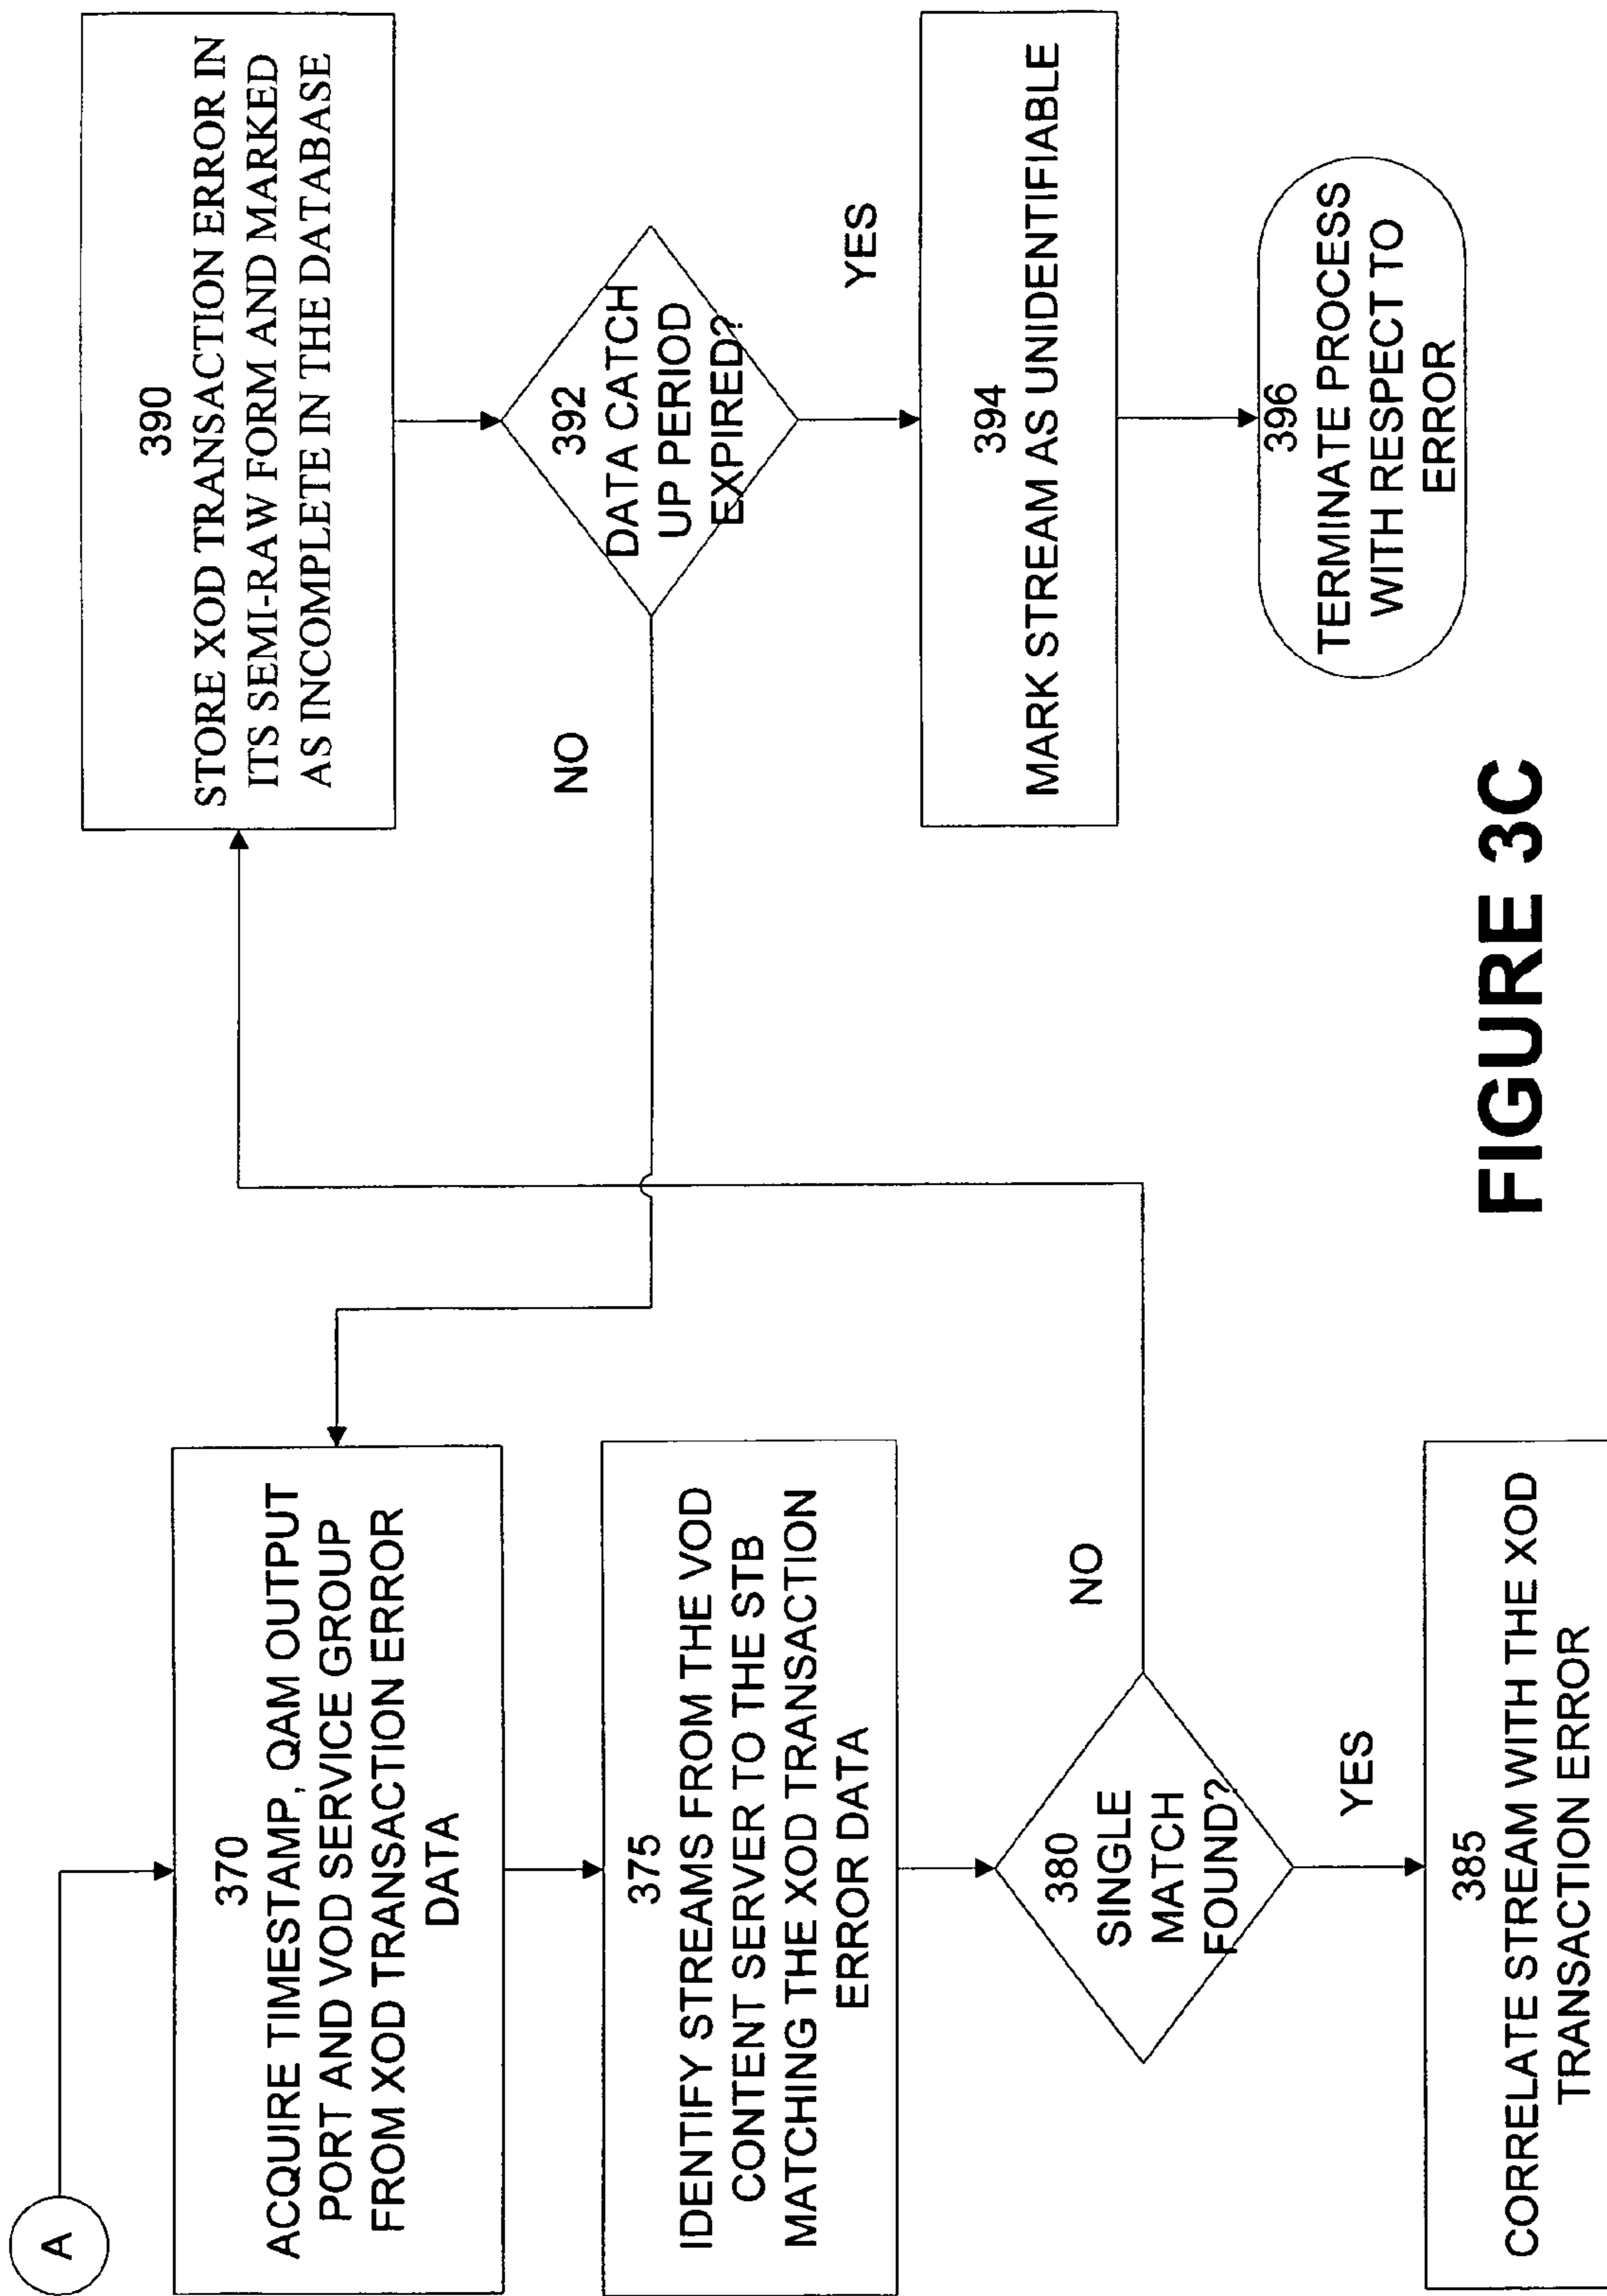 A
370
ACQUIRE TIMESTAMP, QAM OUTPUT
PORT AND VOD SERVICE GROUP
FROM XOD TRANSACTION ERROR
DATA
375
IDENTIFY STREAMS FROM THE VOD
CONTENT SERVER TO THE STB
MATCHING THE XOD TRANSACTION
ERROR DATA
380
SINGLE
MATCH
FOUND?
NO
YES
385
CORRELATE STREAM WITH THE XOD
TRANSACTION ERROR
390
STORE XOD TRANSACTION ERROR IN
ITS SEMI-RAW FORM AND MARKED
AS INCOMPLETE IN THE DATABASE
392
DATA CATCH
UP PERIOD
EXPIRED?
NO
YES
394
MARK STREAM AS UNIDENTIFIABLE
396
TERMINATE PROCESS
WITH RESPECT TO
ERROR
FIGURE 3C